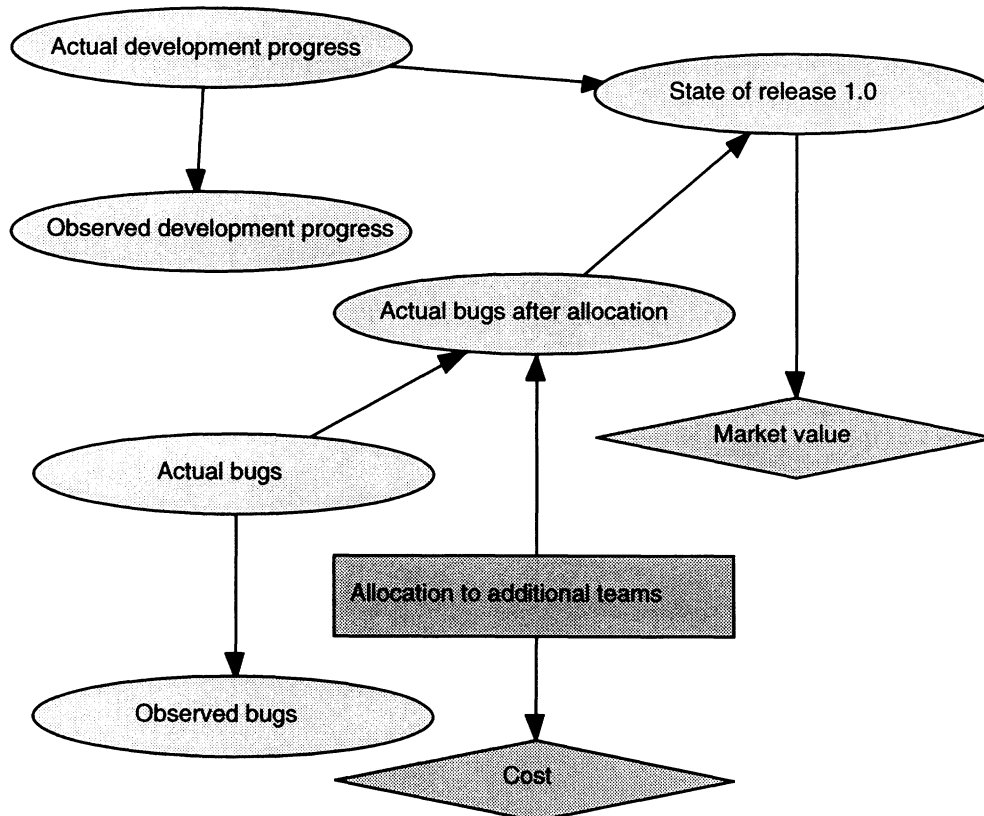 Actual development progress
State of release 1.0
Observed development progress
Actual bugs after allocation
Market value
Actual bugs
Allocation to additional teams
Observed bugs
Cost